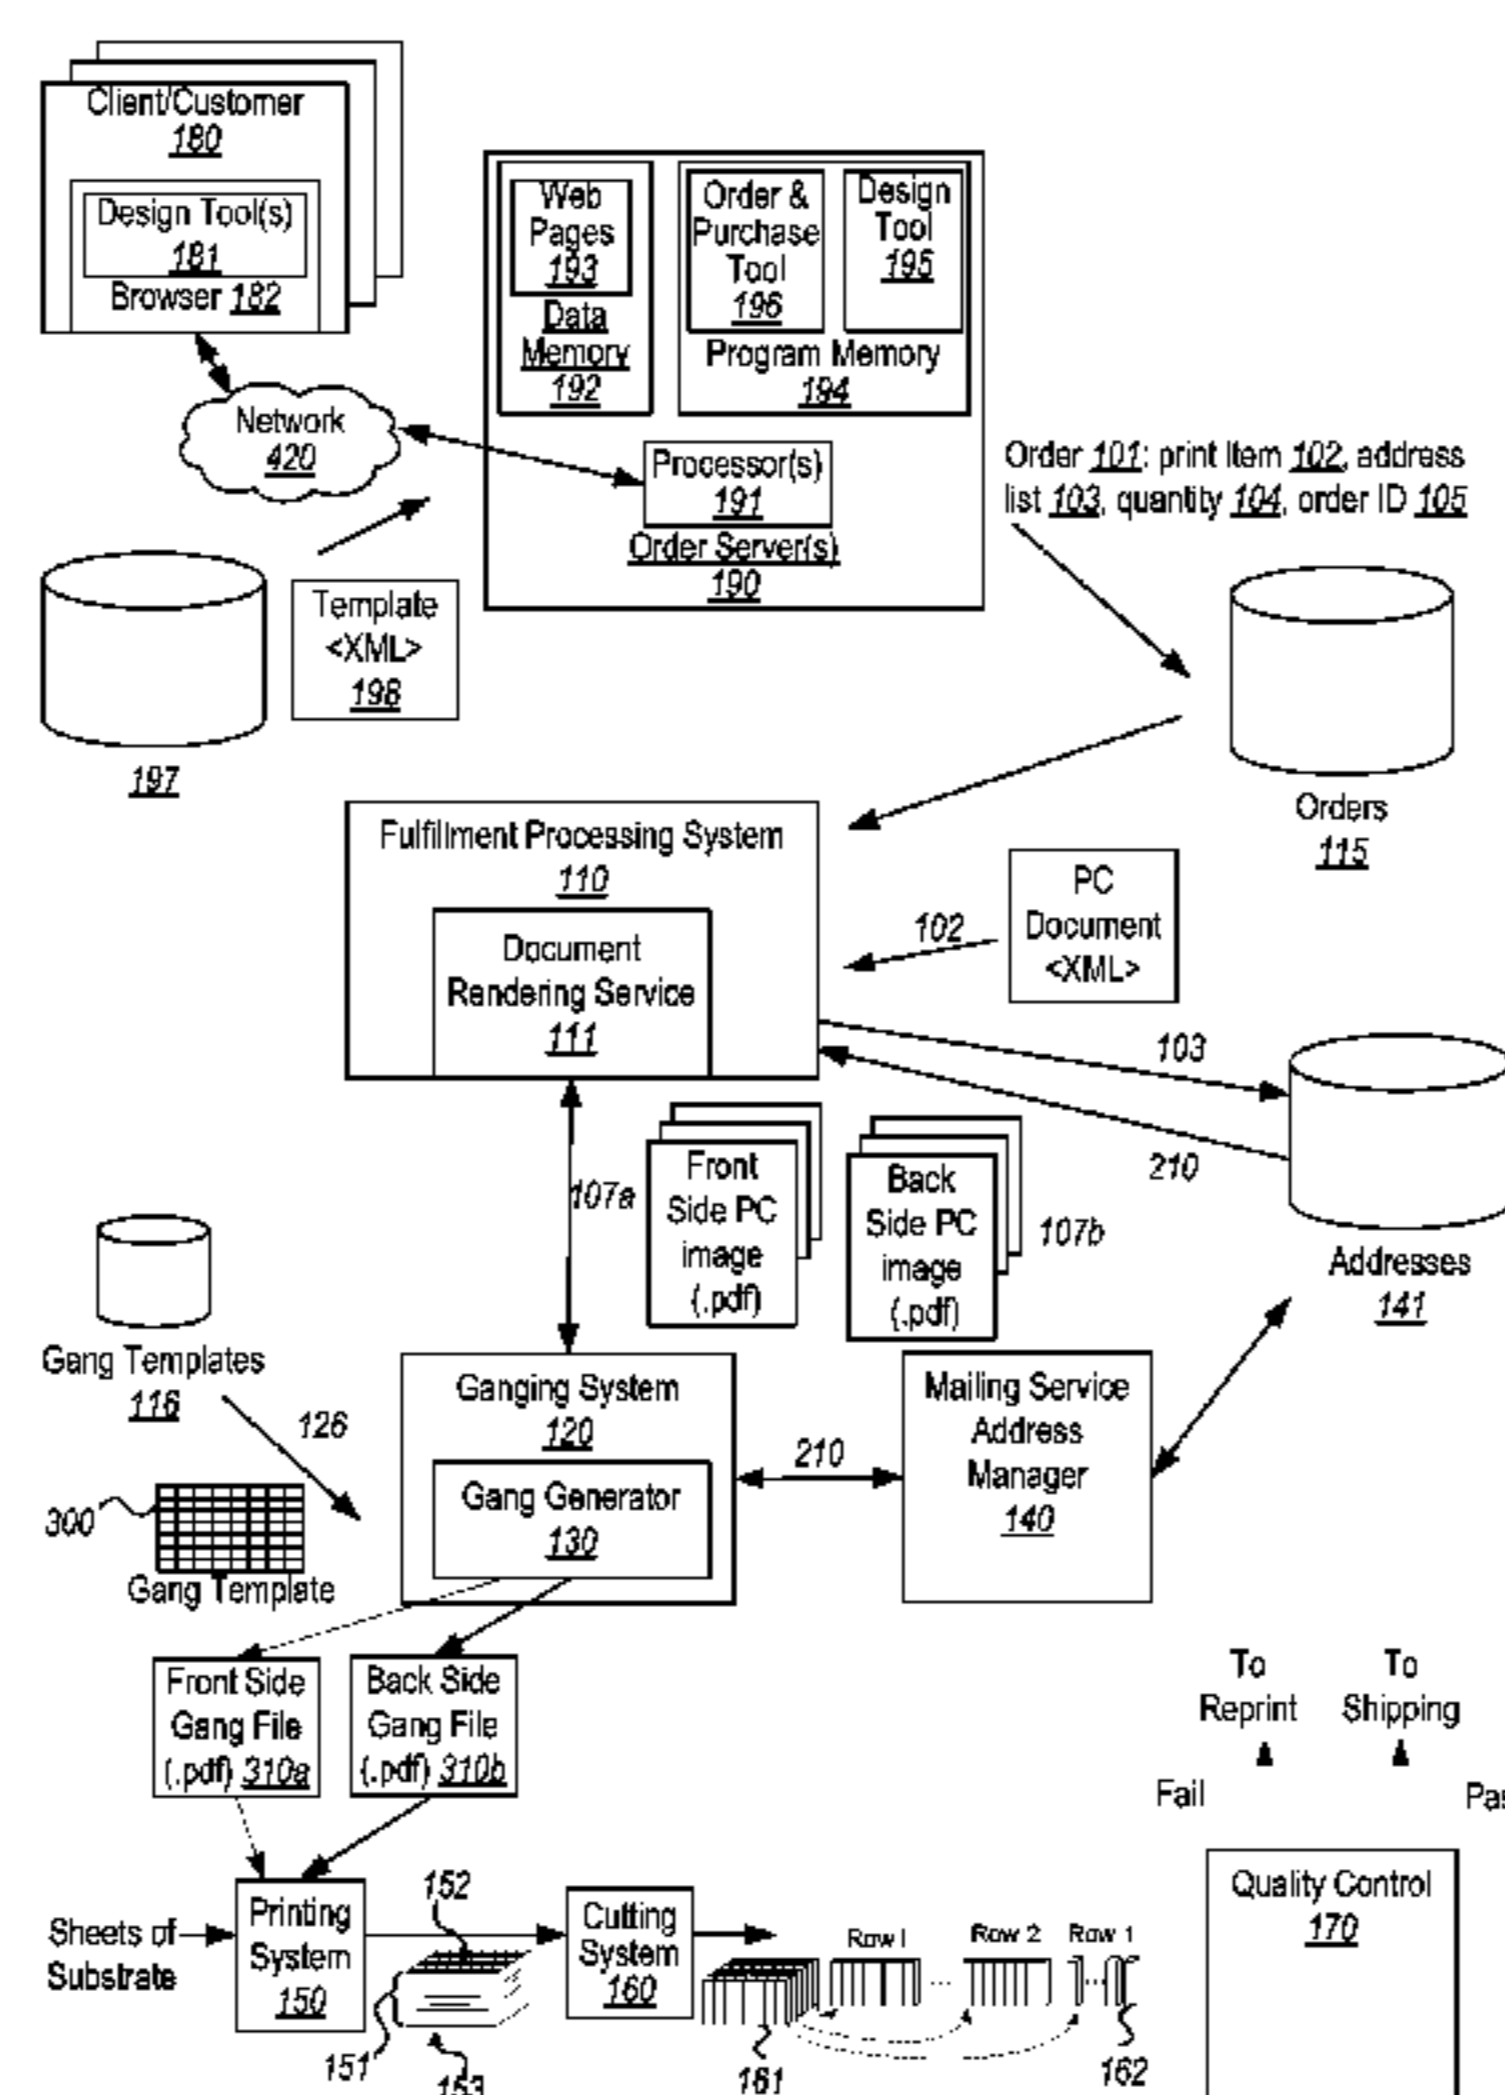 Client/Customer
180
Design Tool(s)
181
Browser 182
Web
Pages
193
Data
Memory
192
Order &
Purchase
Tool
196
Design
Tool
195
Program Memory
194
Network
420
Processor(s)
191
Order Server(s)
190
Order 101: print Item 102, address
list 103, quantity 104, order ID 105
Template
<XML>
198
197
Orders
115
Fulfillment Processing System
110
Document
Rendering Service
111
102
PC
Document
<XML>
103
210
Addresses
141
107a
Front
Side PC
image
(.pdf)
Back
Side PC
image
(.pdf)
107b
Gang Templates
116
126
300
Gang Template
Ganging System
120
Gang Generator
130
210
Mailing Service
Address
Manager
140
Front Side
Gang File
(.pdf) 310a
Back Side
Gang File
(.pdf) 310b
To
Reprint
To
Shipping
Fail
Pas
Sheets of
Substrate
Printing
System
150
152
151
153
Cutting
System
160
Row I
Row 2
Row 1
...
...
161
162
Quality Control
170